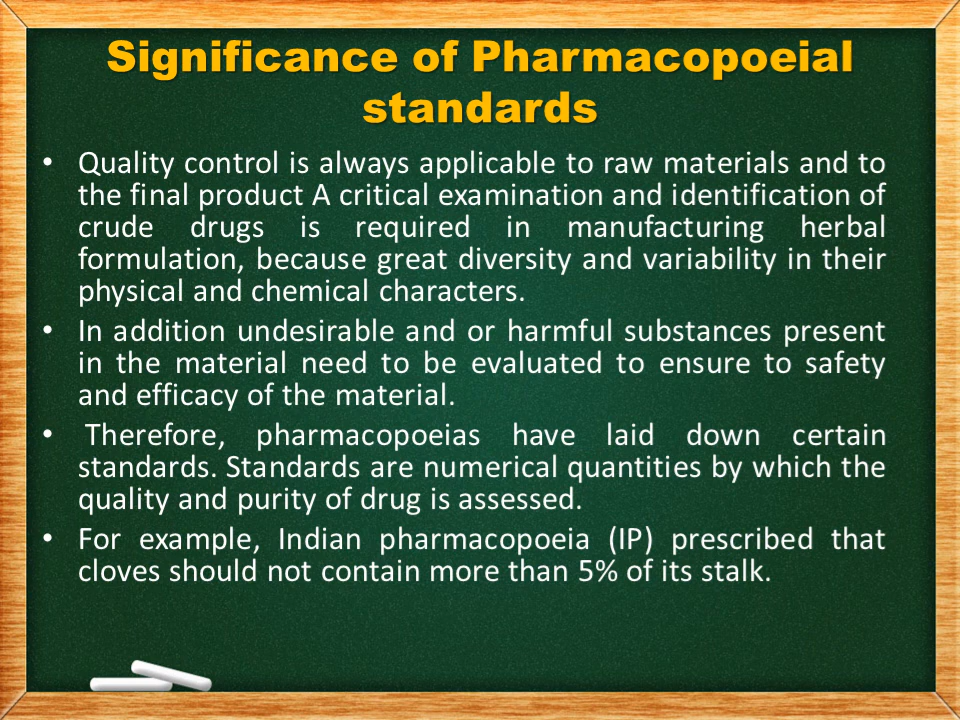 Significance of Pharmacopoeial
standards
• Quality control is always applicable to raw materials and to
the final product A critical examination and identification of
crude drugs is required in manufacturing herbal
formulation, because great diversity and variability in their
physical and chemical characters.
• In addition undesirable and or harmful substances present
in the material need to be evaluated to ensure to safety
and efficacy of the material.
• Therefore, pharmacopoeias have laid down certain
standards. Standards are numerical quantities by which the
quality and purity of drug is assessed.
• For example, Indian pharmacopoeia (IP) prescribed that
cloves should not contain more than 5% of its stalk.